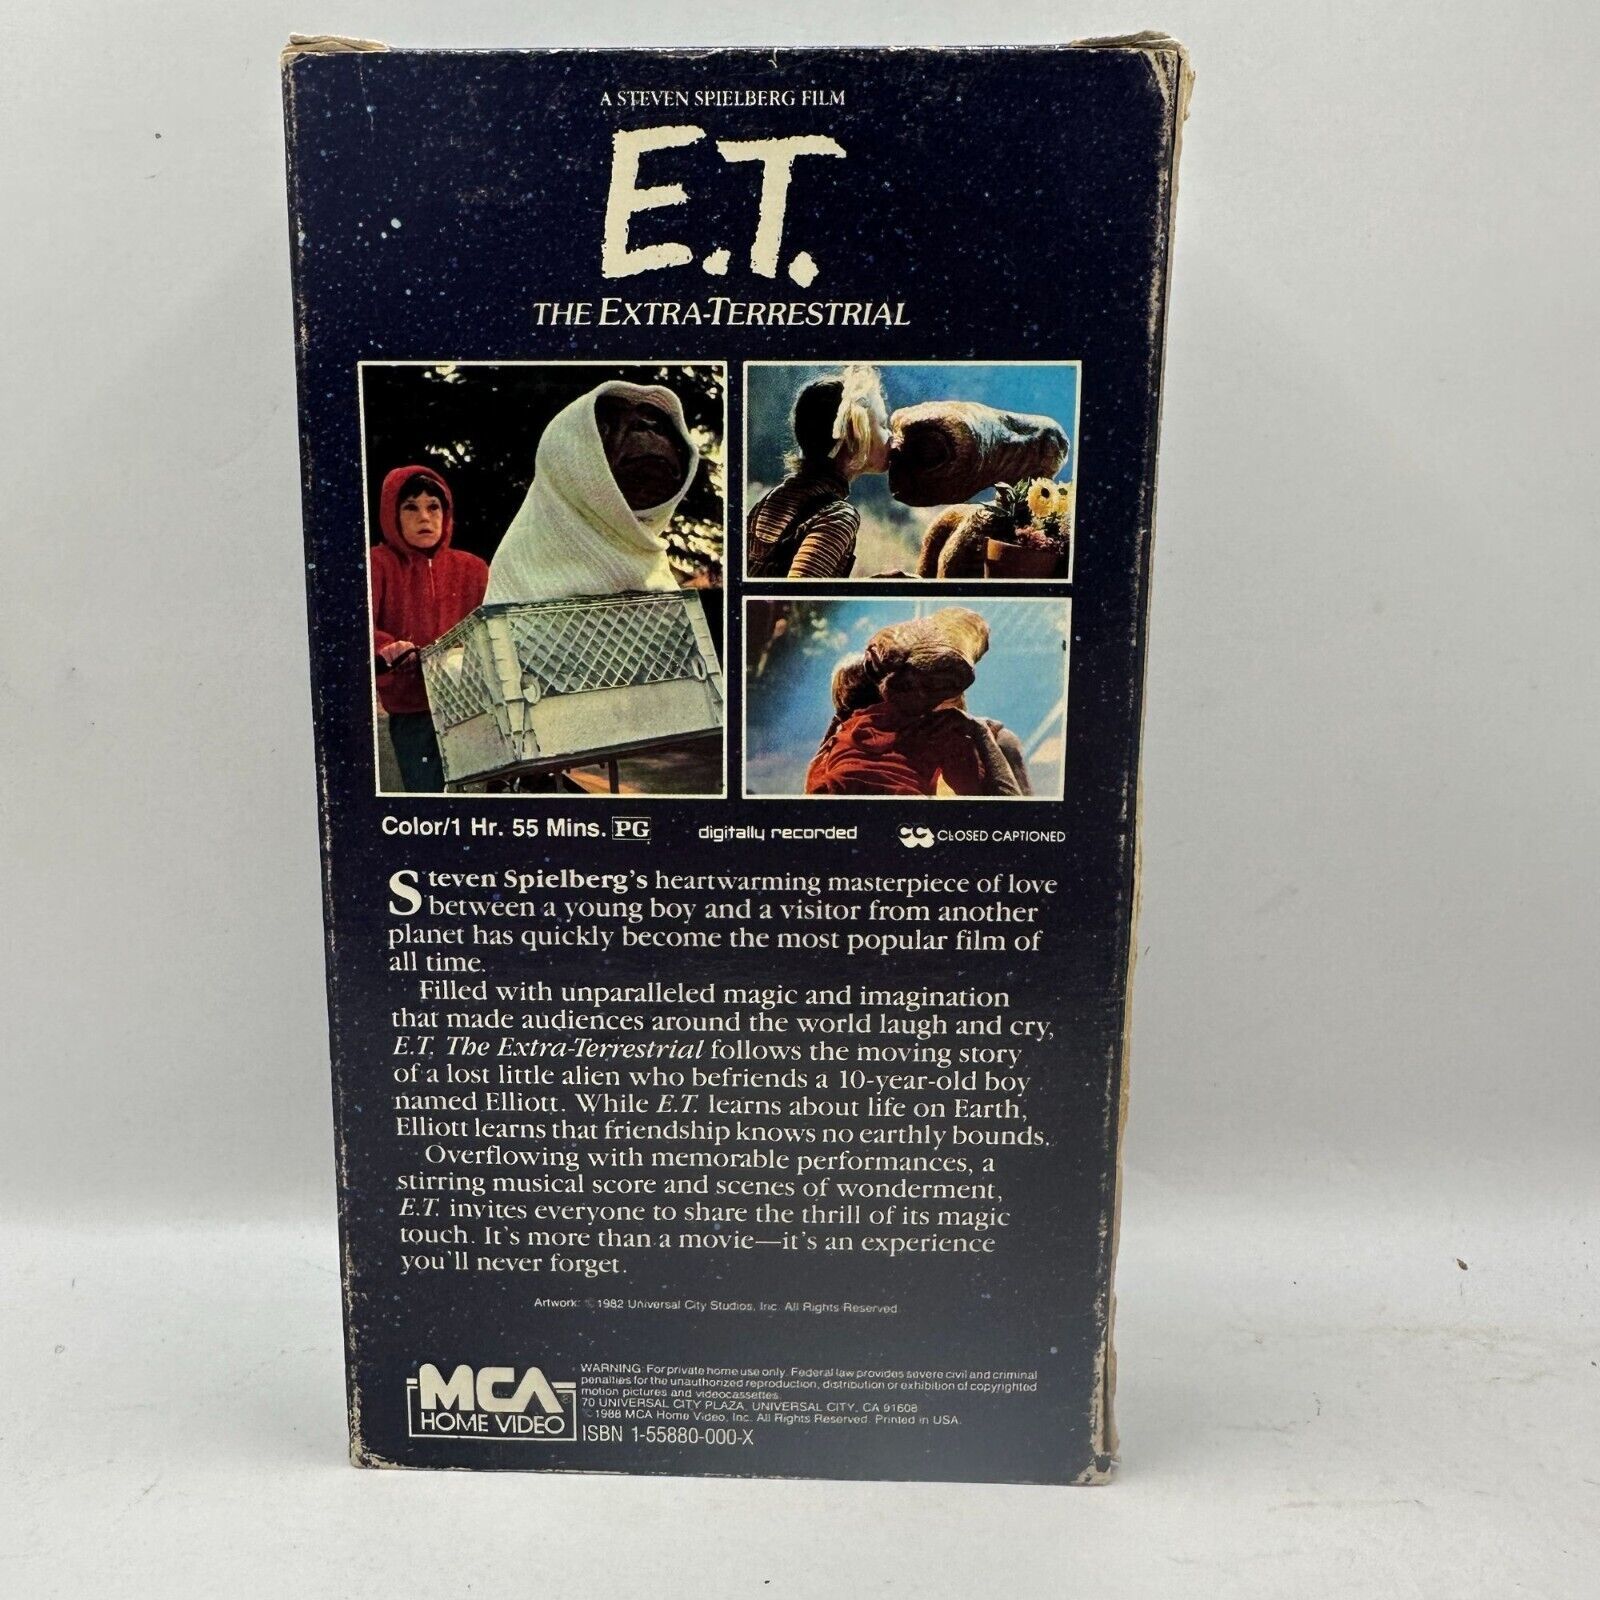 A STEVEN SPIELBERG FILM
E.T.
THE EXTRA-TERRESTRIAL
Color/1 Hr. 55 Mins. PG
digitally recorded
CC CLOSED CAPTIONED
Steven Spielberg's heartwarming masterpiece of love
between a young boy and a visitor from another
planet has quickly become the most popular film of
all time.
Filled with unparalleled magic and imagination
that made audiences around the world laugh and cry,
E.T. The Extra-Terrestrial follows the moving story
of a lost little alien who befriends a 10-year-old boy
named Elliott. While E.T. learns about life on Earth,
Elliott learns that friendship knows no earthly bounds.
Overflowing with memorable performances, a
stirring musical score and scenes of wonderment,
E.T. invites everyone to share the thrill of its magic
touch. It's more than a movie—it's an experience
you'll never forget.
Artwork: © 1982 Universal City Studios, Inc. All Rights Reserved
MCA®
HOME VIDEO
WARNING: For private home use only. Federal law provides severe civil and criminal
penalties for the unauthorized reproduction, distribution or exhibition of copyrighted
motion pictures and videocassettes.
70 UNIVERSAL CITY PLAZA, UNIVERSAL CITY, CA 91608
© 1988 MCA Home Video, Inc. All Rights Reserved. Printed in USA.
ISBN 1-55880-000-X